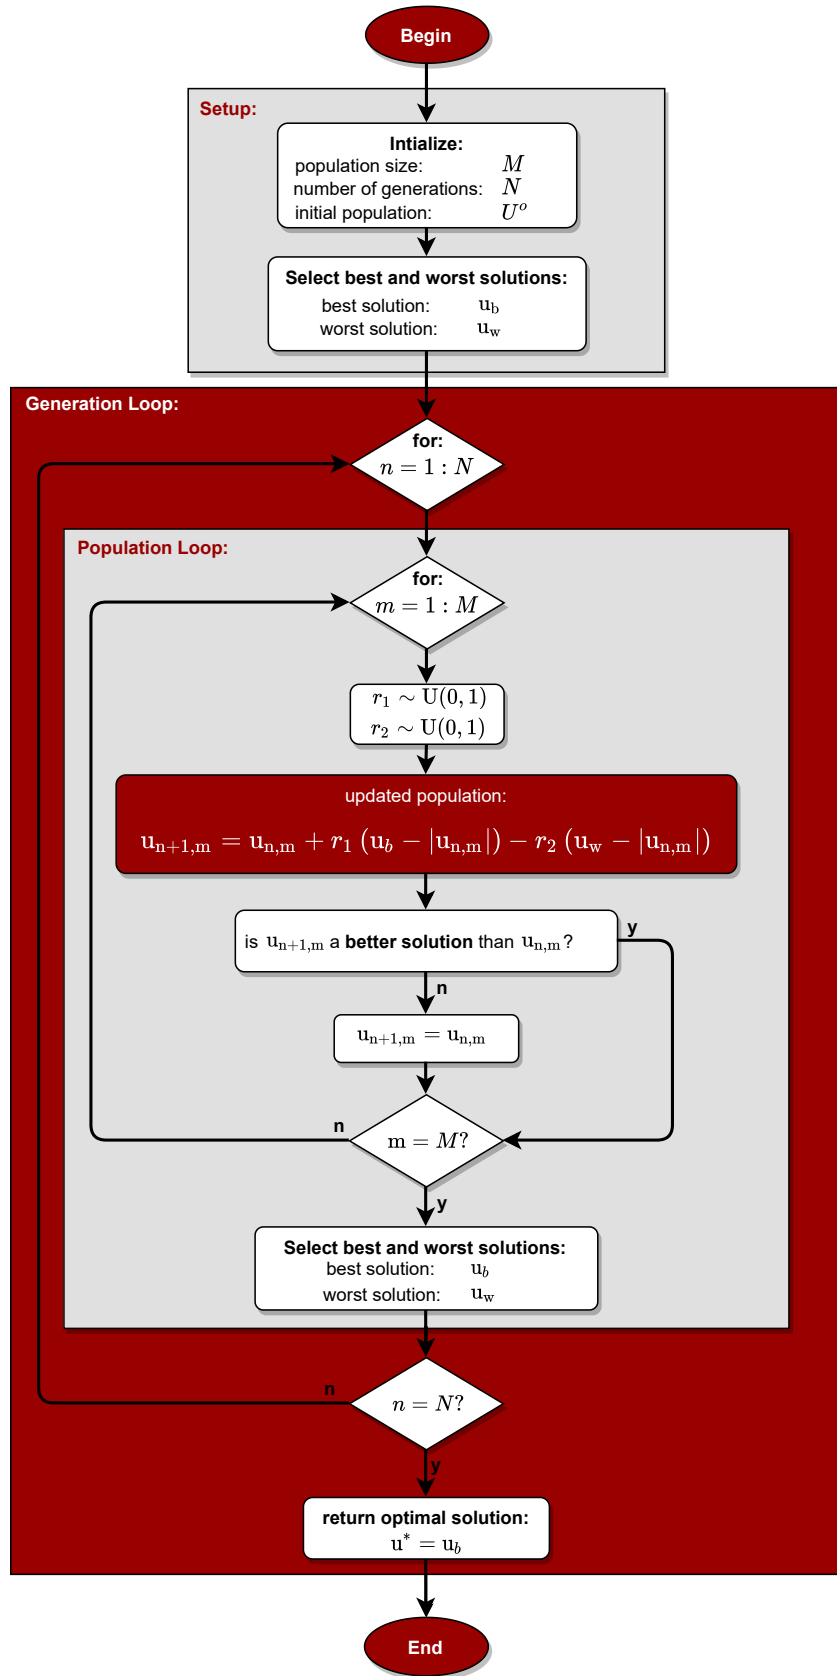 Begin
Setup:
Intialize:
population size: M
number of generations: N
initial population: U^o
Select best and worst solutions:
best solution: u_b
worst solution: u_w
Generation Loop:
for:
n = 1 : N
Population Loop:
for:
m = 1 : M
r_1 ∼ U(0, 1)
r_2 ∼ U(0, 1)
updated population:
u_{n+1,m} = u_{n,m} + r_1 (u_b − |u_{n,m}|) − r_2 (u_w − |u_{n,m}|)
is u_{n+1,m} a better solution than u_{n,m}?
y
n
u_{n+1,m} = u_{n,m}
n
m = M?
y
Select best and worst solutions:
best solution: u_b
worst solution: u_w
n
n = N?
y
return optimal solution:
u^* = u_b
End